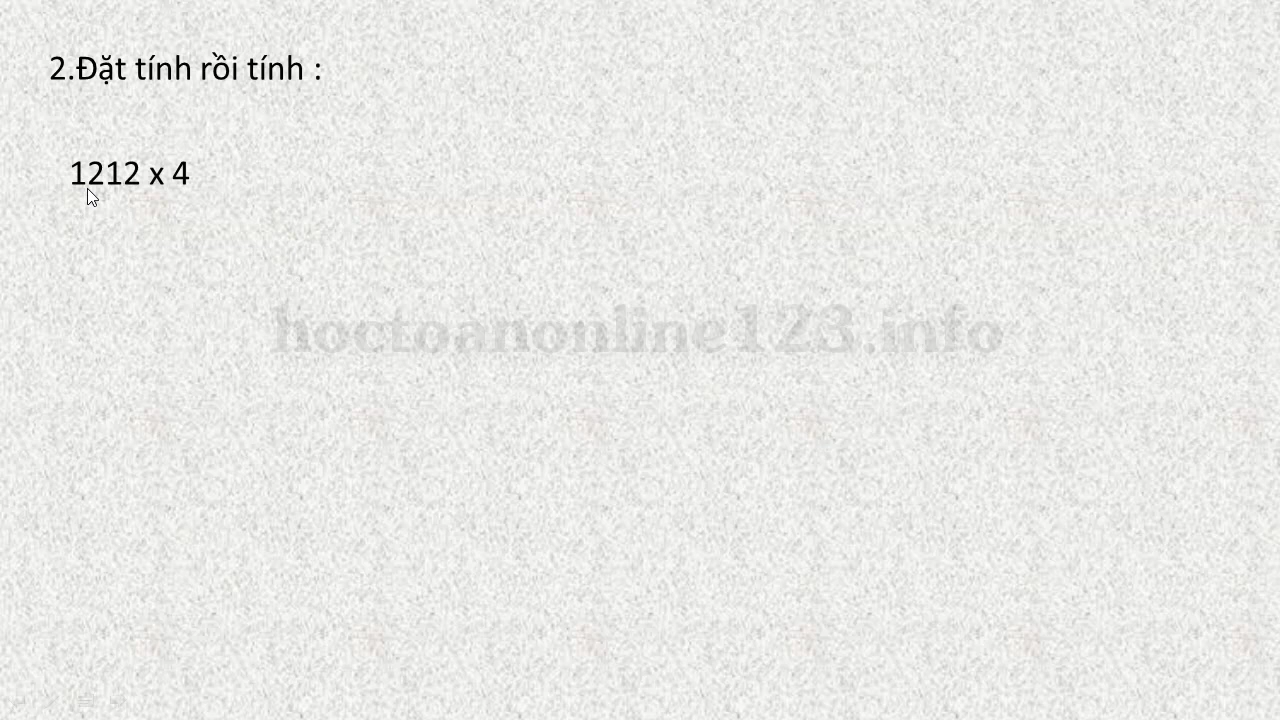 2.Đặt tính rồi tính :
1212 x 4
hoctoanonline123.info